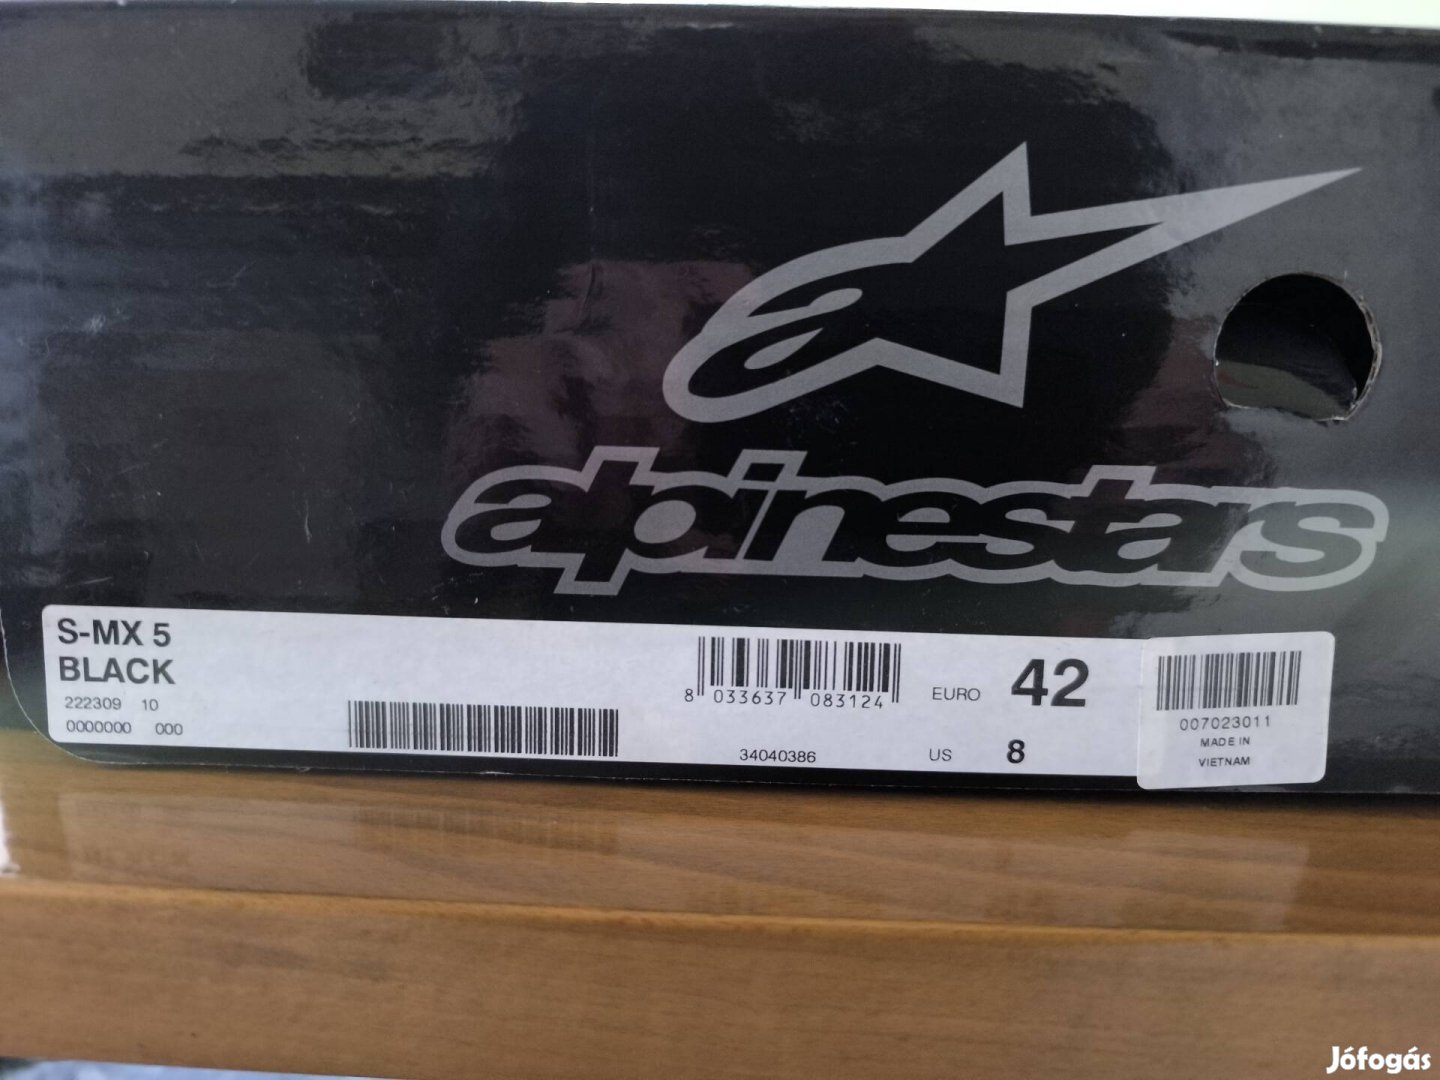 alpinestars
S-MX 5
BLACK
222309 10
0000000 000
8 033637 083124
34040386
EURO 42
US 8
007023011
MADE IN
VIETNAM
Jófogás